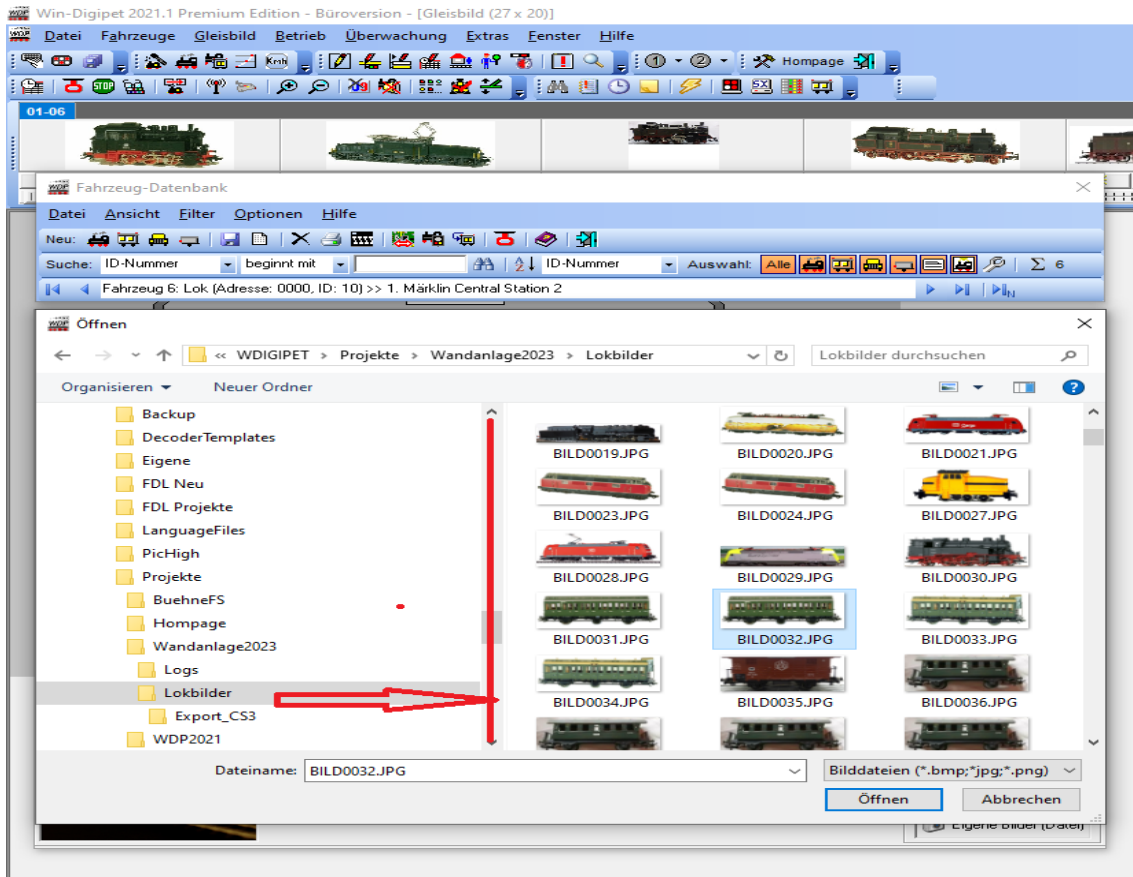 Win-Digipet 2021.1 Premium Edition - Büroversion - [Gleisbild (27 x 20)]
Datei Fahrzeuge Gleisbild Betrieb Überwachung Extras Fenster Hilfe
Kmh 1 2 Hompage
STOP
01-06
WDP Fahrzeug-Datenbank
Datei Ansicht Filter Optionen Hilfe
Neu:
Suche: ID-Nummer beginnt mit ID-Nummer Auswahl: Alle Σ 6
Fahrzeug 6: Lok (Adresse: 0000, ID: 10) >> 1. Märklin Central Station 2
WDP Öffnen
« WDIGIPET > Projekte > Wandanlage2023 > Lokbilder Lokbilder durchsuchen
Organisieren Neuer Ordner
Backup
DecoderTemplates
Eigene
FDL Neu
FDL Projekte
LanguageFiles
PicHigh
Projekte
BuehneFS
Hompage
Wandanlage2023
Logs
Lokbilder
Export_CS3
WDP2021
BILD0019.JPG BILD0020.JPG BILD0021.JPG
BILD0023.JPG BILD0024.JPG BILD0027.JPG
BILD0028.JPG BILD0029.JPG BILD0030.JPG
BILD0031.JPG BILD0032.JPG BILD0033.JPG
BILD0034.JPG BILD0035.JPG BILD0036.JPG
Dateiname: BILD0032.JPG Bilddateien (*.bmp;*jpg;*.png)
Öffnen Abbrechen
Eigene Bilder (Datei)